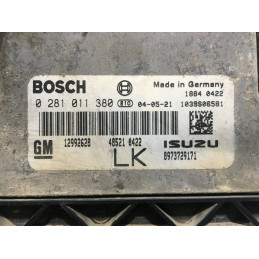 BOSCH Made in Germany
1884 0422
0 281 011 380 04-05-21 1039S06581
GM 12992628 48521 0422 ISUZU
LK 8973729171